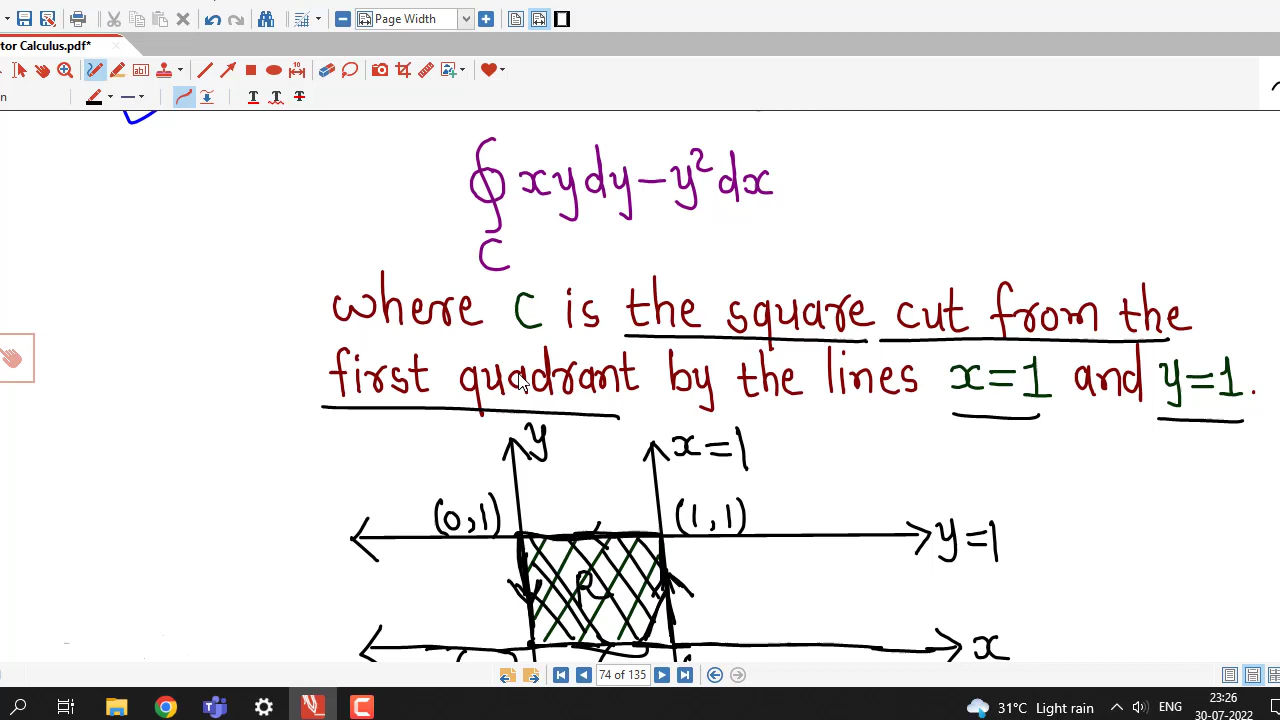 Page Width
tor Calculus.pdf*
n
∮ xydy − y² dx
C
where C is the square cut from the
first quadrant by the lines x=1 and y=1.
y
x=1
(0,1)
(1,1)
y=1
R
x
74 of 135
31°C Light rain
ENG
23:26
30-07-2022